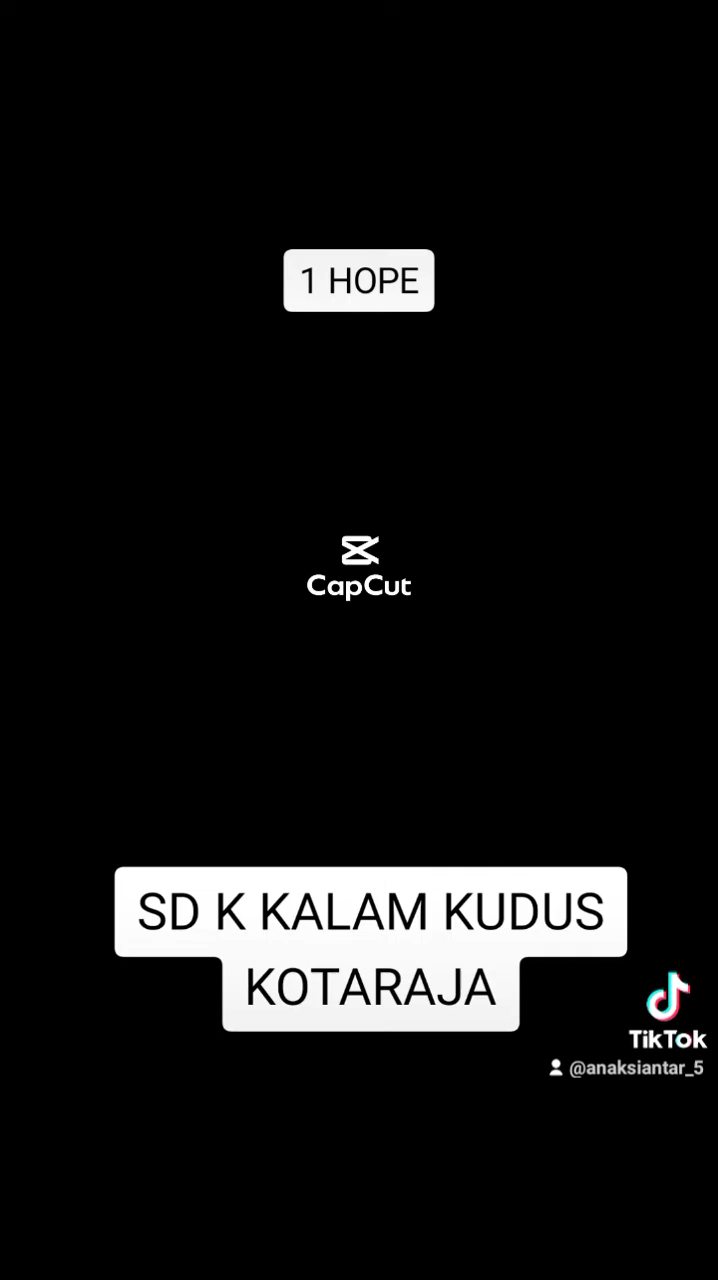 1 HOPE
CapCut
SD K KALAM KUDUS
KOTARAJA
TikTok
@anaksiantar_5